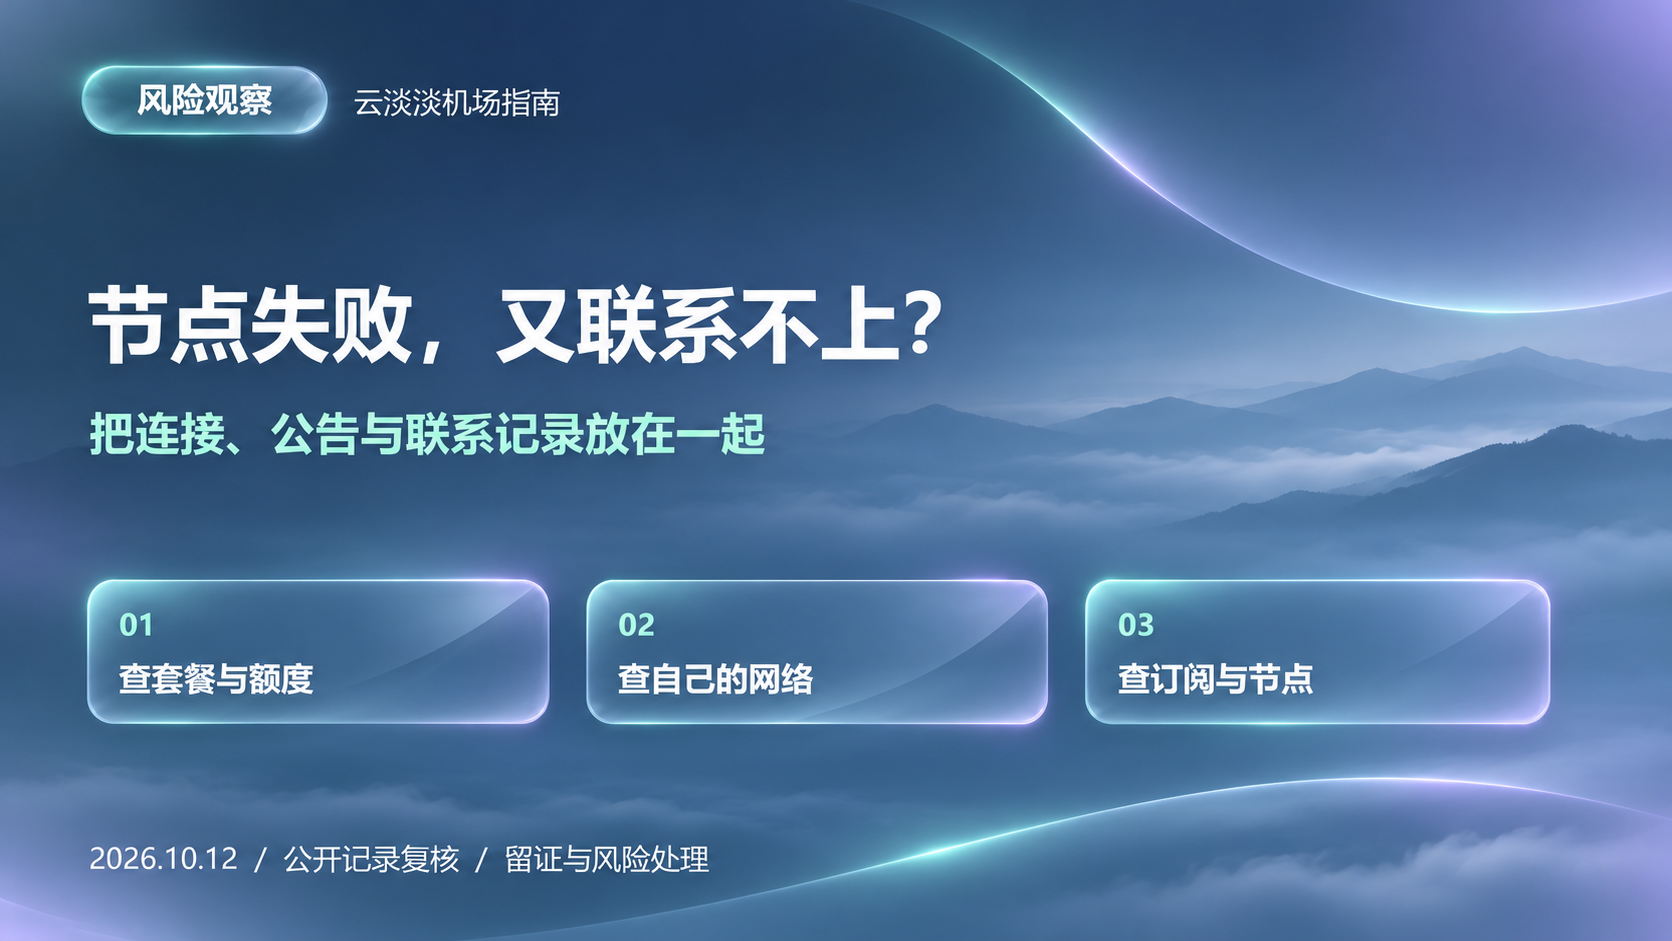 风险观察
云淡淡机场指南
节点失败，又联系不上？
把连接、公告与联系记录放在一起
01
查套餐与额度
02
查自己的网络
03
查订阅与节点
2026.10.12 / 公开记录复核 / 留证与风险处理